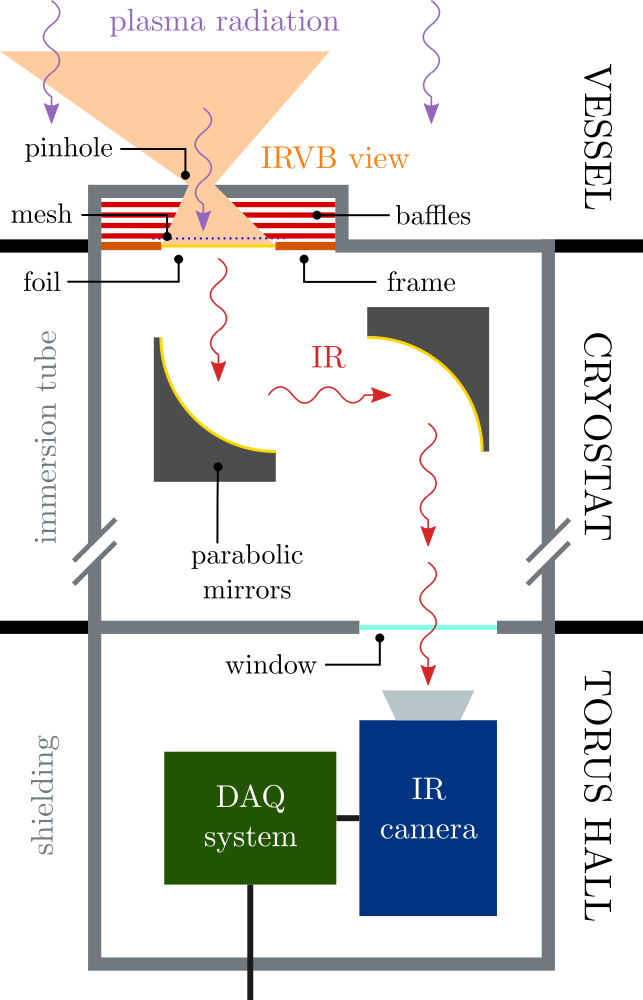 plasma radiation
VESSEL
pinhole
IRVB view
mesh
baffles
foil
frame
immersion tube
IR
CRYOSTAT
parabolic
mirrors
window
TORUS HALL
shielding
DAQ
system
IR
camera